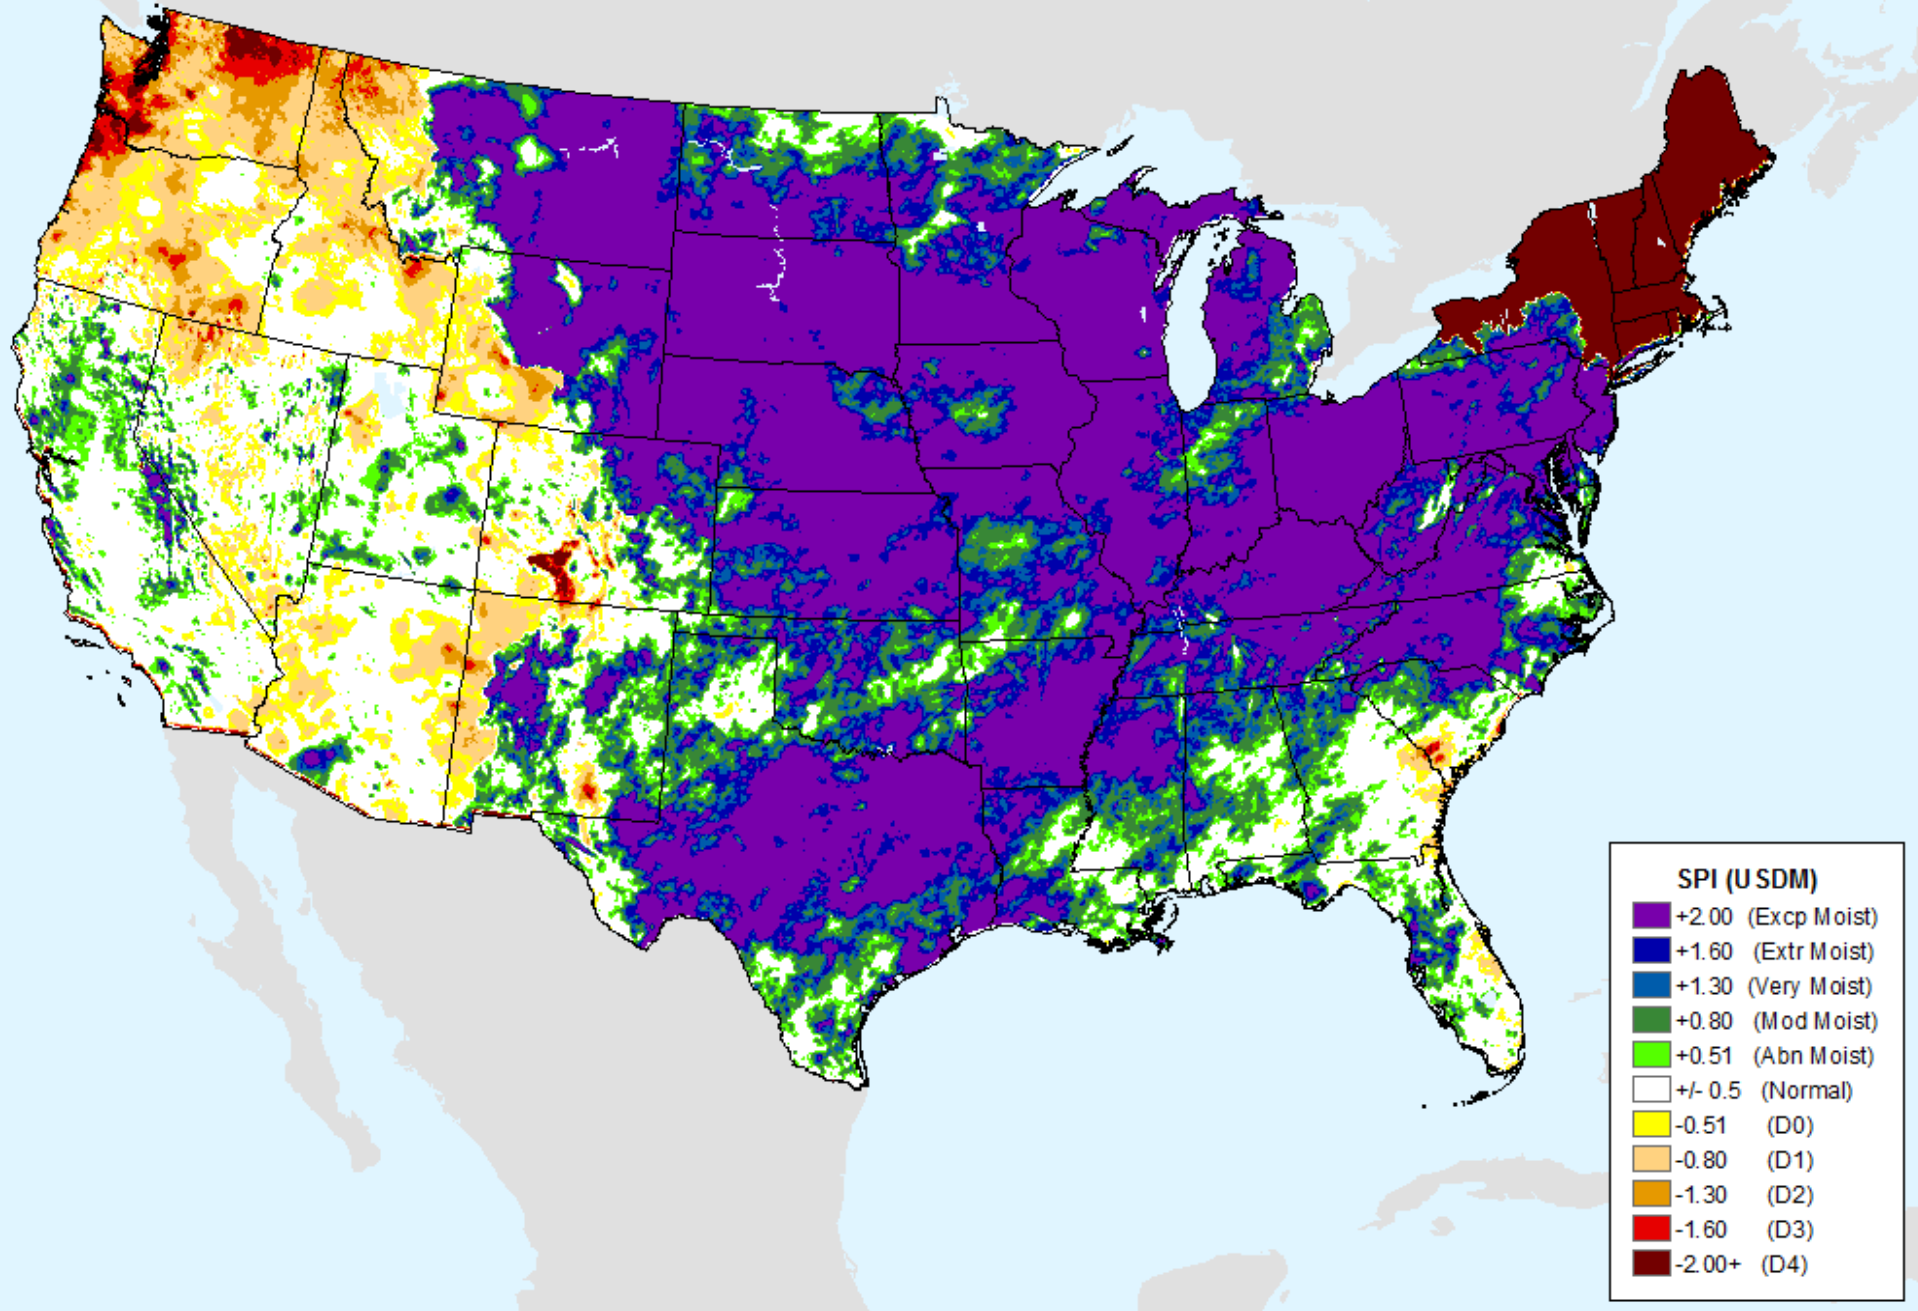 SPI (USDM)
+2.00 (Excp Moist)
+1.60 (Extr Moist)
+1.30 (Very Moist)
+0.80 (Mod Moist)
+0.51 (Abn Moist)
+/- 0.5 (Normal)
-0.51 (D0)
-0.80 (D1)
-1.30 (D2)
-1.60 (D3)
-2.00+ (D4)